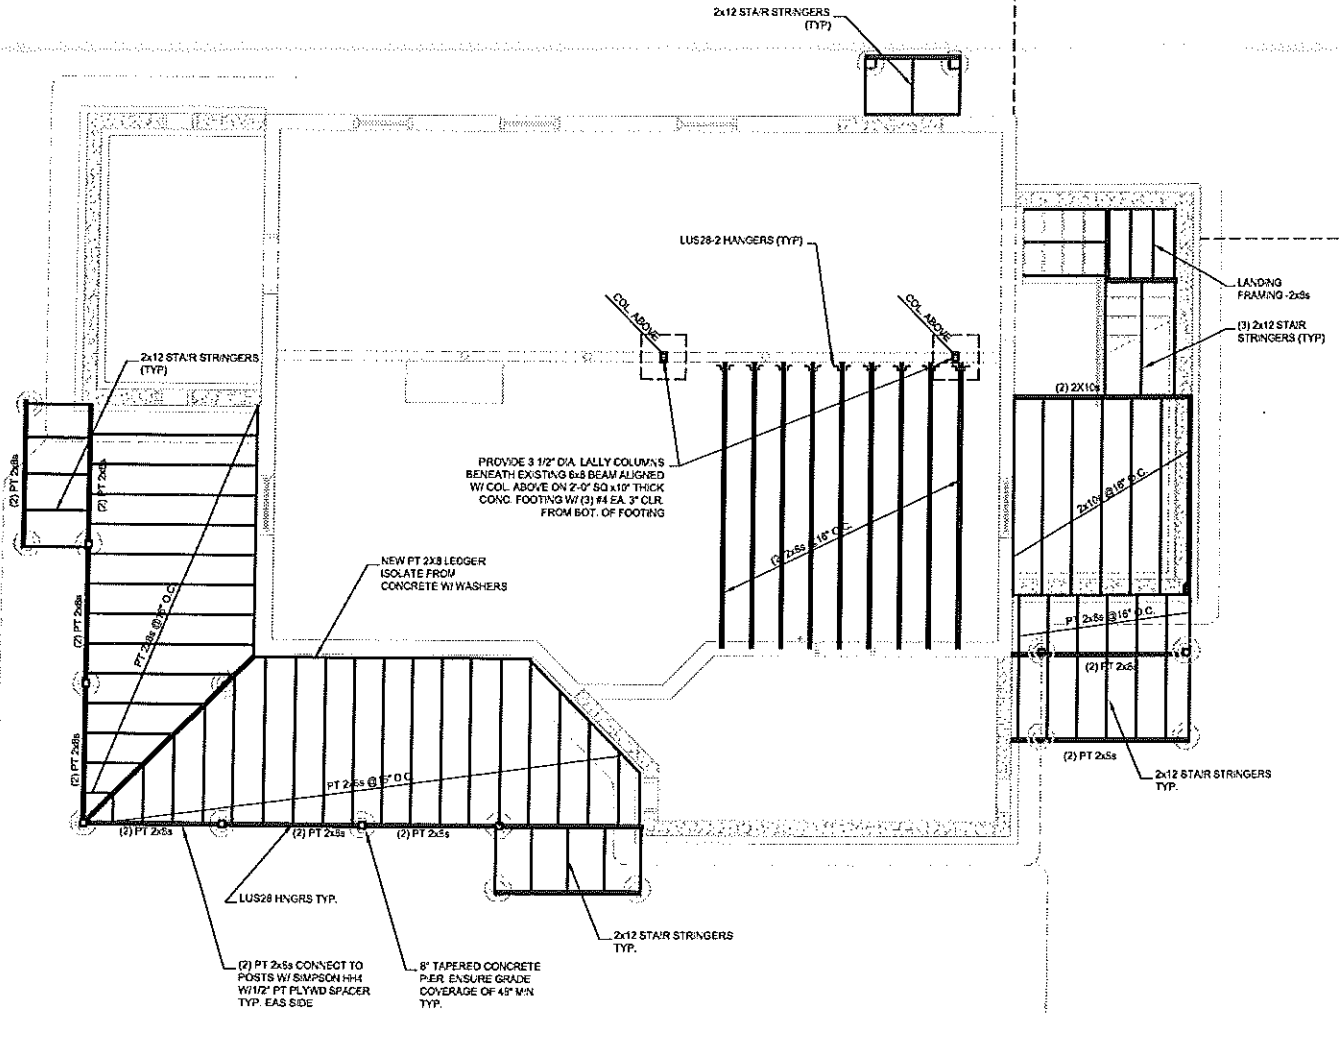 2x12 STAIR STRINGERS
(TYP)
LUS28-2 HANGERS (TYP)
COL. ABOVE
COL. ABOVE
LANDING
FRAMING -2x8s
(3) 2x12 STAIR
STRINGERS (TYP)
2x12 STAIR STRINGERS
(TYP)
(2) 2X10s
(2) PT 2x8s
(2) PT 2x8s
PROVIDE 3 1/2" DIA. LALLY COLUMNS
BENEATH EXISTING 6x8 BEAM ALIGNED
W/ COL. ABOVE ON 2'-0" SQ x10" THICK
CONC. FOOTING W/ (3) #4 EA. 3" CLR.
FROM BOT. OF FOOTING
2x10s @16" O.C.
(2) 2x8s @16" O.C.
NEW PT 2X8 LEDGER
ISOLATE FROM
CONCRETE W/ WASHERS
(2) PT 2x8s
PT 2x8s @16" O.C.
PT 2x8s @16" O.C.
(2) PT 2x8s
(2) PT 2x8s
(2) PT 2x8s
PT 2x8s @16" O.C.
2x12 STAIR STRINGERS
TYP.
(2) PT 2x8s
(2) PT 2x8s
(2) PT 2x8s
LUS28 HNGRS TYP.
2x12 STAIR STRINGERS
TYP.
(2) PT 2x8s CONNECT TO
POSTS W/ SIMPSON HH4
W/1/2" PT PLYWD SPACER
TYP. EAS SIDE
8" TAPERED CONCRETE
PIER. ENSURE GRADE
COVERAGE OF 48" MIN
TYP.